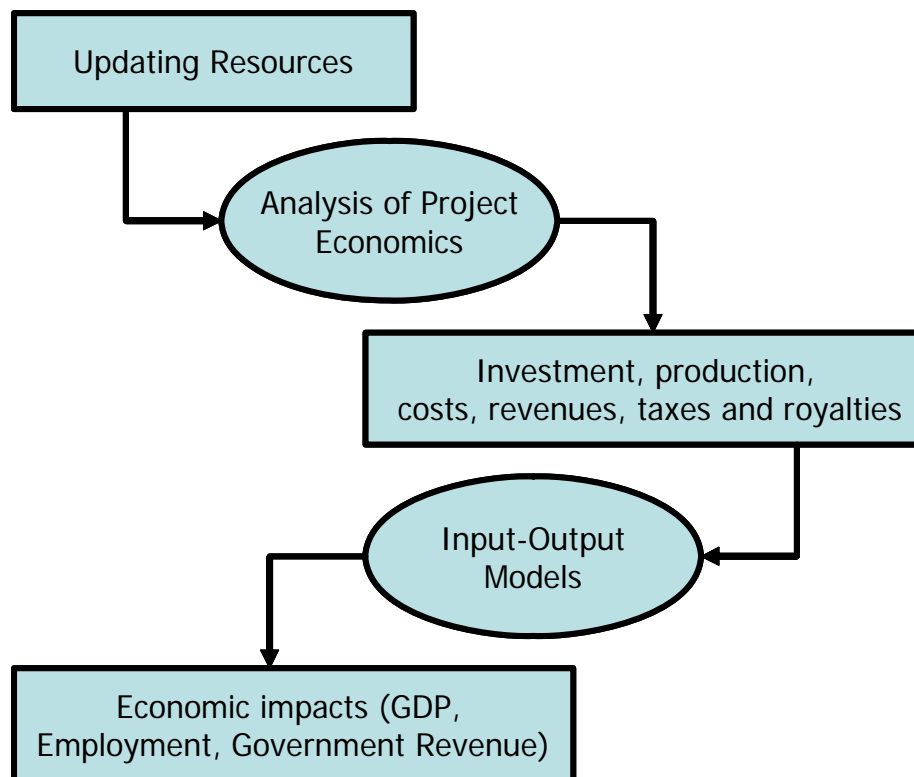 Updating Resources
Analysis of Project
Economics
Investment, production,
costs, revenues, taxes and royalties
Input-Output
Models
Economic impacts (GDP,
Employment, Government Revenue)